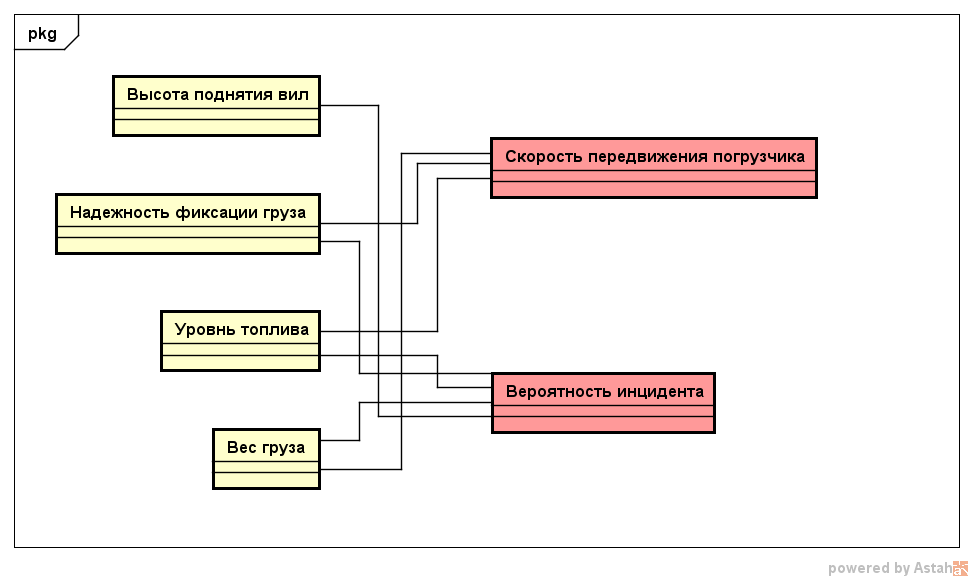 pkg
Высота поднятия вил
Скорость передвижения погрузчика
Надежность фиксации груза
Уровнь топлива
Вероятность инцидента
Вес груза
powered by Astah